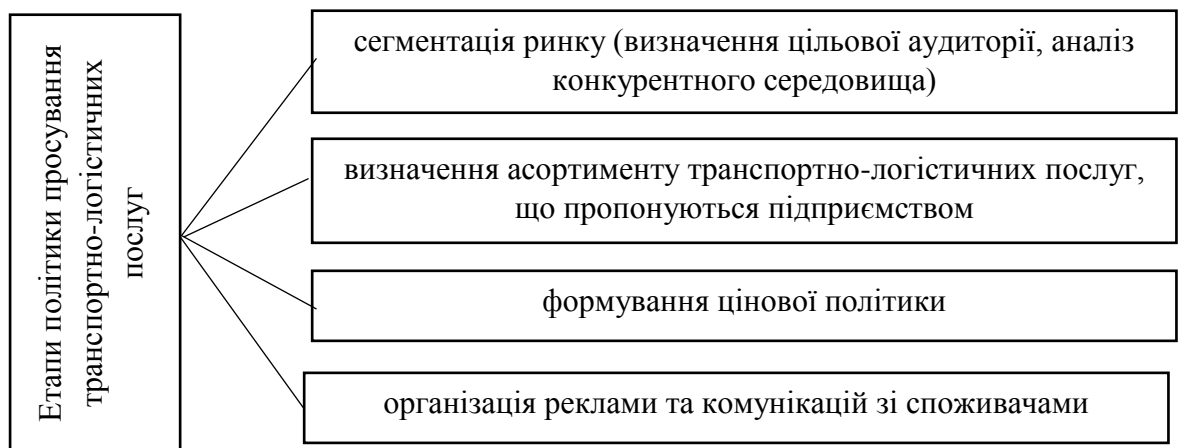 Етапи політики просування
транспортно-логістичних
послуг
сегментація ринку (визначення цільової аудиторії, аналіз
конкурентного середовища)
визначення асортименту транспортно-логістичних послуг,
що пропонуються підприємством
формування цінової політики
організація реклами та комунікацій зі споживачами